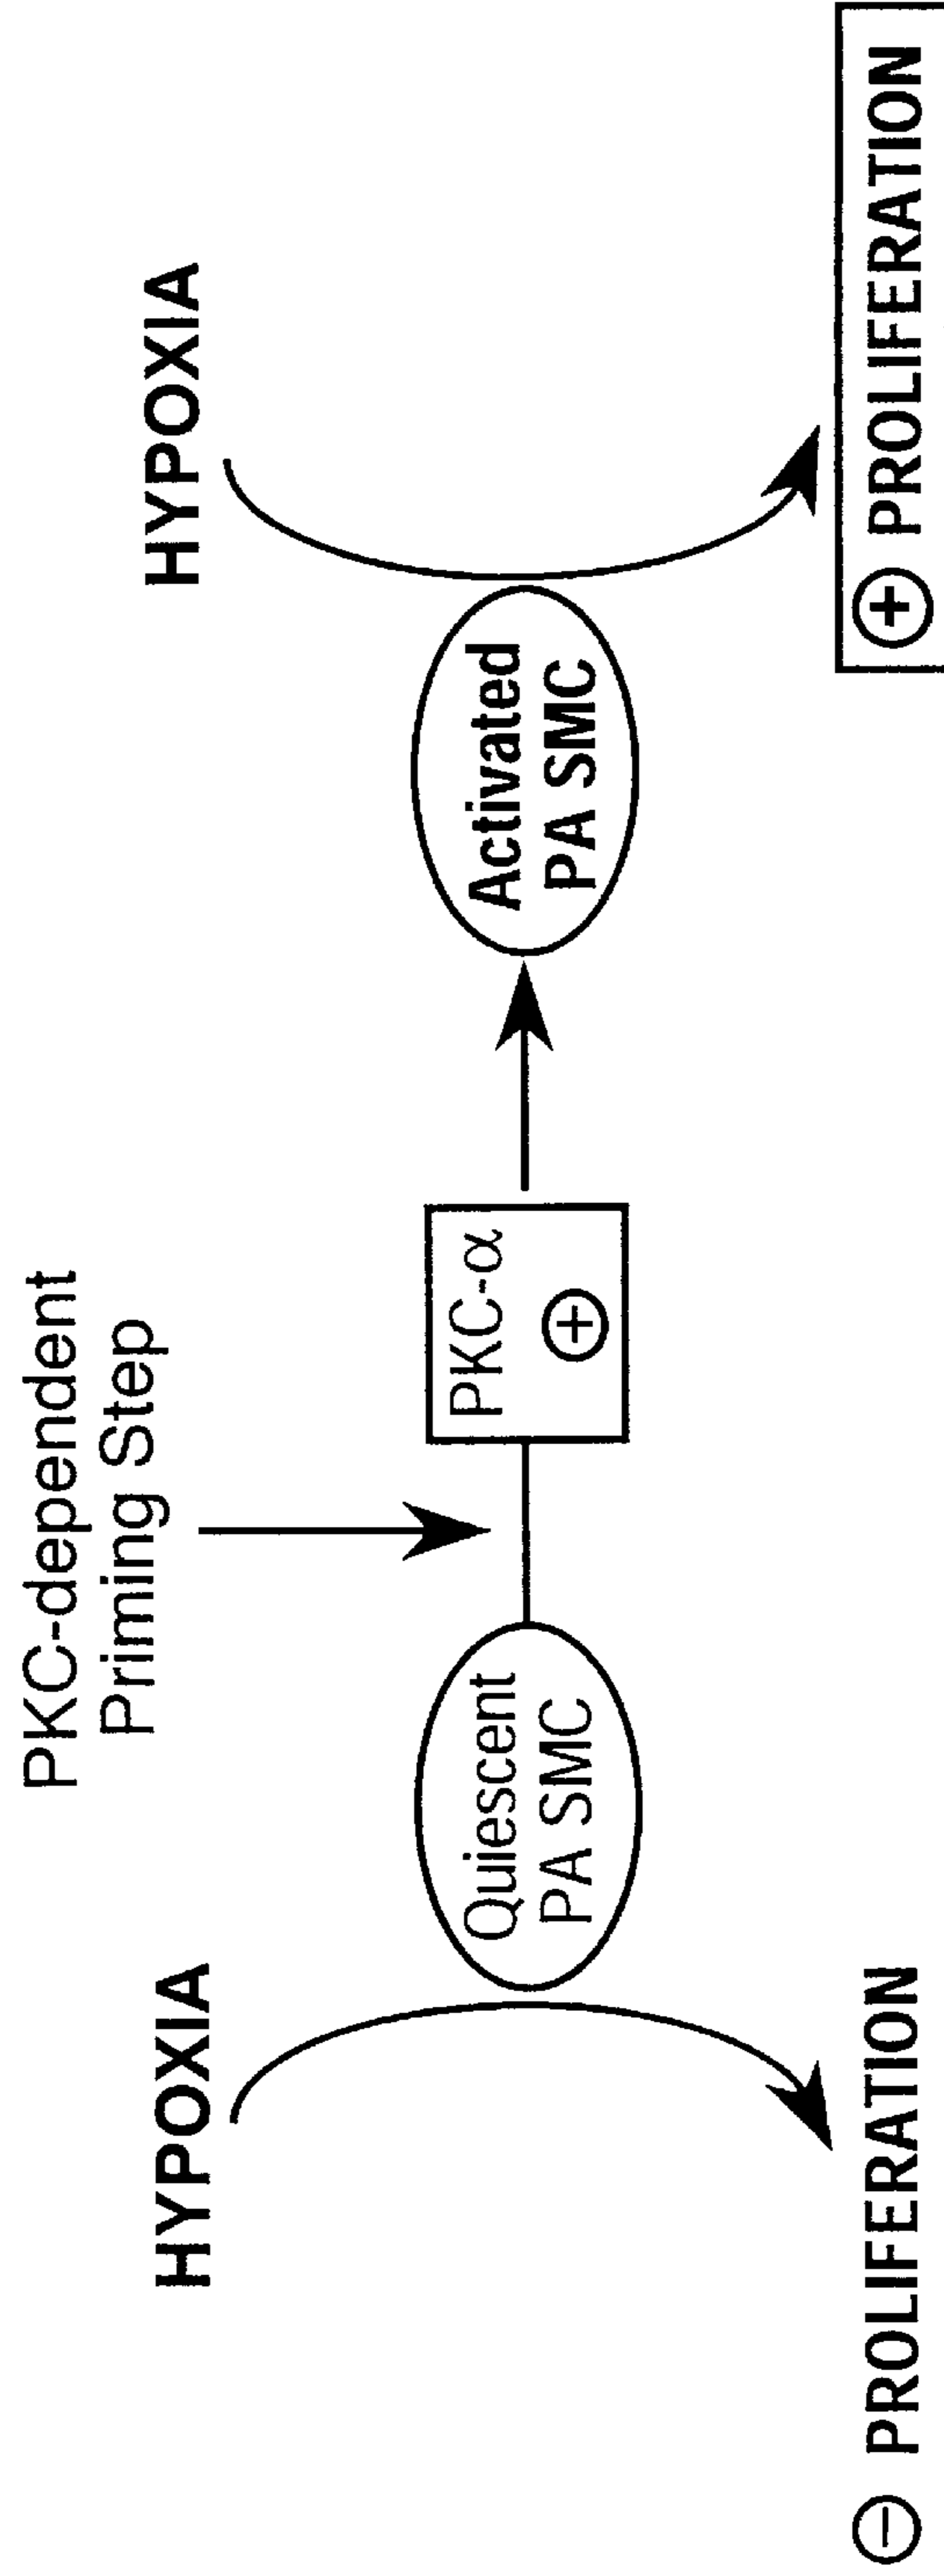 PKC-dependent
Priming Step
HYPOXIA
HYPOXIA
Quiescent
PA SMC
PKC-α
+
Activated
PA SMC
− PROLIFERATION
+ PROLIFERATION